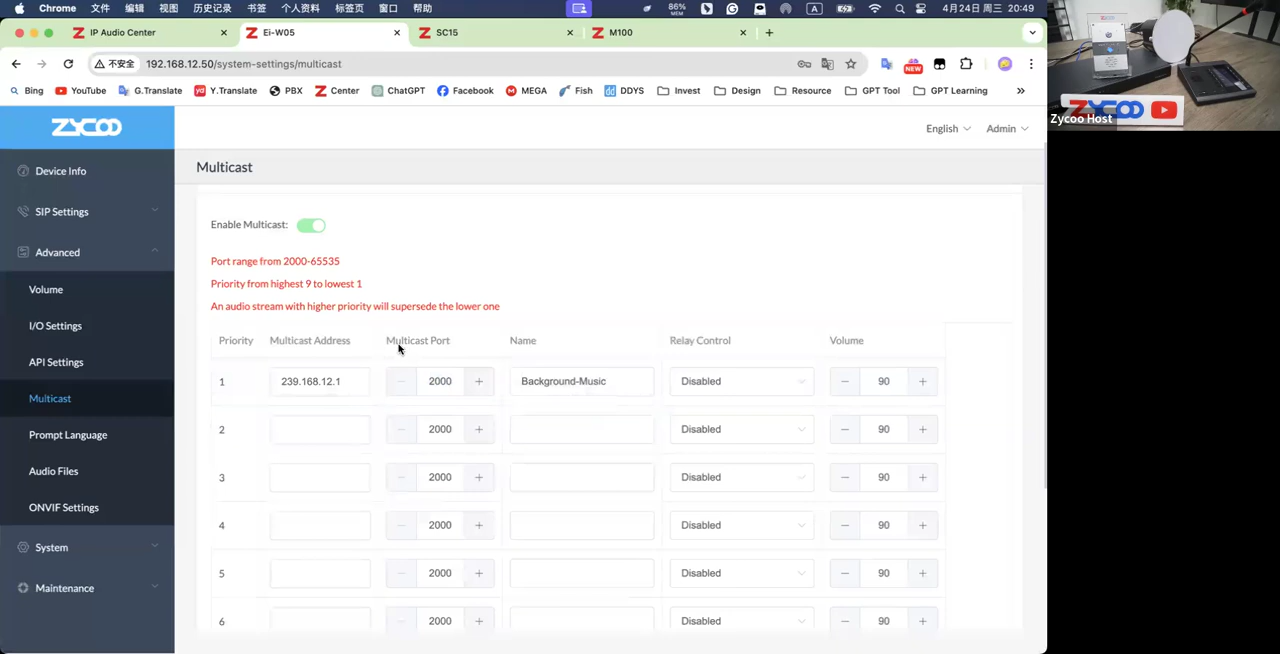 Chrome 文件 编辑 视图 历史记录 书签 个人资料 标签页 窗口 帮助 86% MEM A 4月24日 周三 20:49
IP Audio Center Ei-W05 SC15 M100
不安全 192.168.12.50/system-settings/multicast NEW
Bing YouTube G.Translate Y.Translate PBX Center ChatGPT Facebook MEGA Fish DDYS Invest Design Resource GPT Tool GPT Learning
ZYCOO
English Admin
Device Info
SIP Settings
Advanced
Volume
I/O Settings
API Settings
Multicast
Prompt Language
Audio Files
ONVIF Settings
System
Maintenance
Multicast
Enable Multicast:
Port range from 2000-65535
Priority from highest 9 to lowest 1
An audio stream with higher priority will supersede the lower one
Priority Multicast Address Multicast Port Name Relay Control Volume
1 239.168.12.1 − 2000 + Background-Music Disabled − 90 +
2 − 2000 + Disabled − 90 +
3 − 2000 + Disabled − 90 +
4 − 2000 + Disabled − 90 +
5 − 2000 + Disabled − 90 +
6 − 2000 + Disabled − 90 +
ZYCOO
Zycoo Host